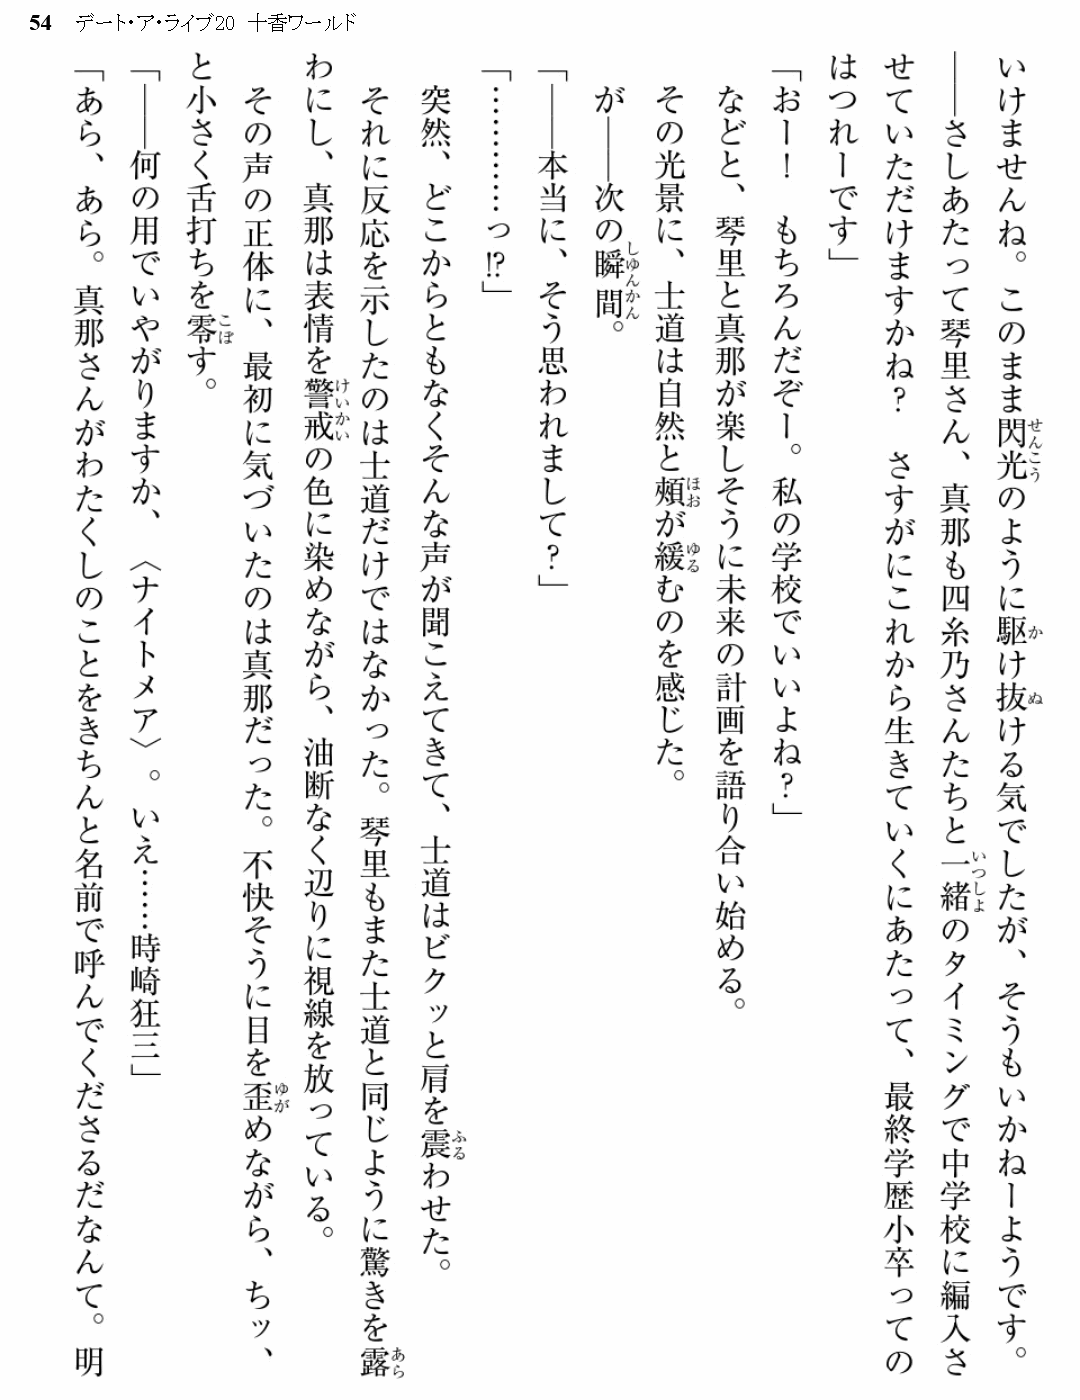 54 デート・ア・ライブ20 十香ワールド
いけませんね。このまま閃光のように駆け抜ける気でしたが、そうもいかねーようです。
――さしあたって琴里さん、真那も四糸乃さんたちと一緒のタイミングで中学校に編入さ
せていただけますかね？　さすがにこれから生きていくにあたって、最終学歴小卒っての
はつれーです」
「おー！　もちろんだぞー。私の学校でいいよね？」
などと、琴里と真那が楽しそうに未来の計画を語り合い始める。
その光景に、士道は自然と頰が緩むのを感じた。
が――次の瞬間。
「――本当に、そう思われまして？」
「…………っ!?」
突然、どこからともなくそんな声が聞こえてきて、士道はビクッと肩を震わせた。
それに反応を示したのは士道だけではなかった。琴里もまた士道と同じように驚きを露
わにし、真那は表情を警戒の色に染めながら、油断なく辺りに視線を放っている。
その声の正体に、最初に気づいたのは真那だった。不快そうに目を歪めながら、ちッ、
と小さく舌打ちを零す。
「――何の用でいやがりますか、〈ナイトメア〉。いえ……時崎狂三」
「あら、あら。真那さんがわたくしのことをきちんと名前で呼んでくださるだなんて。明